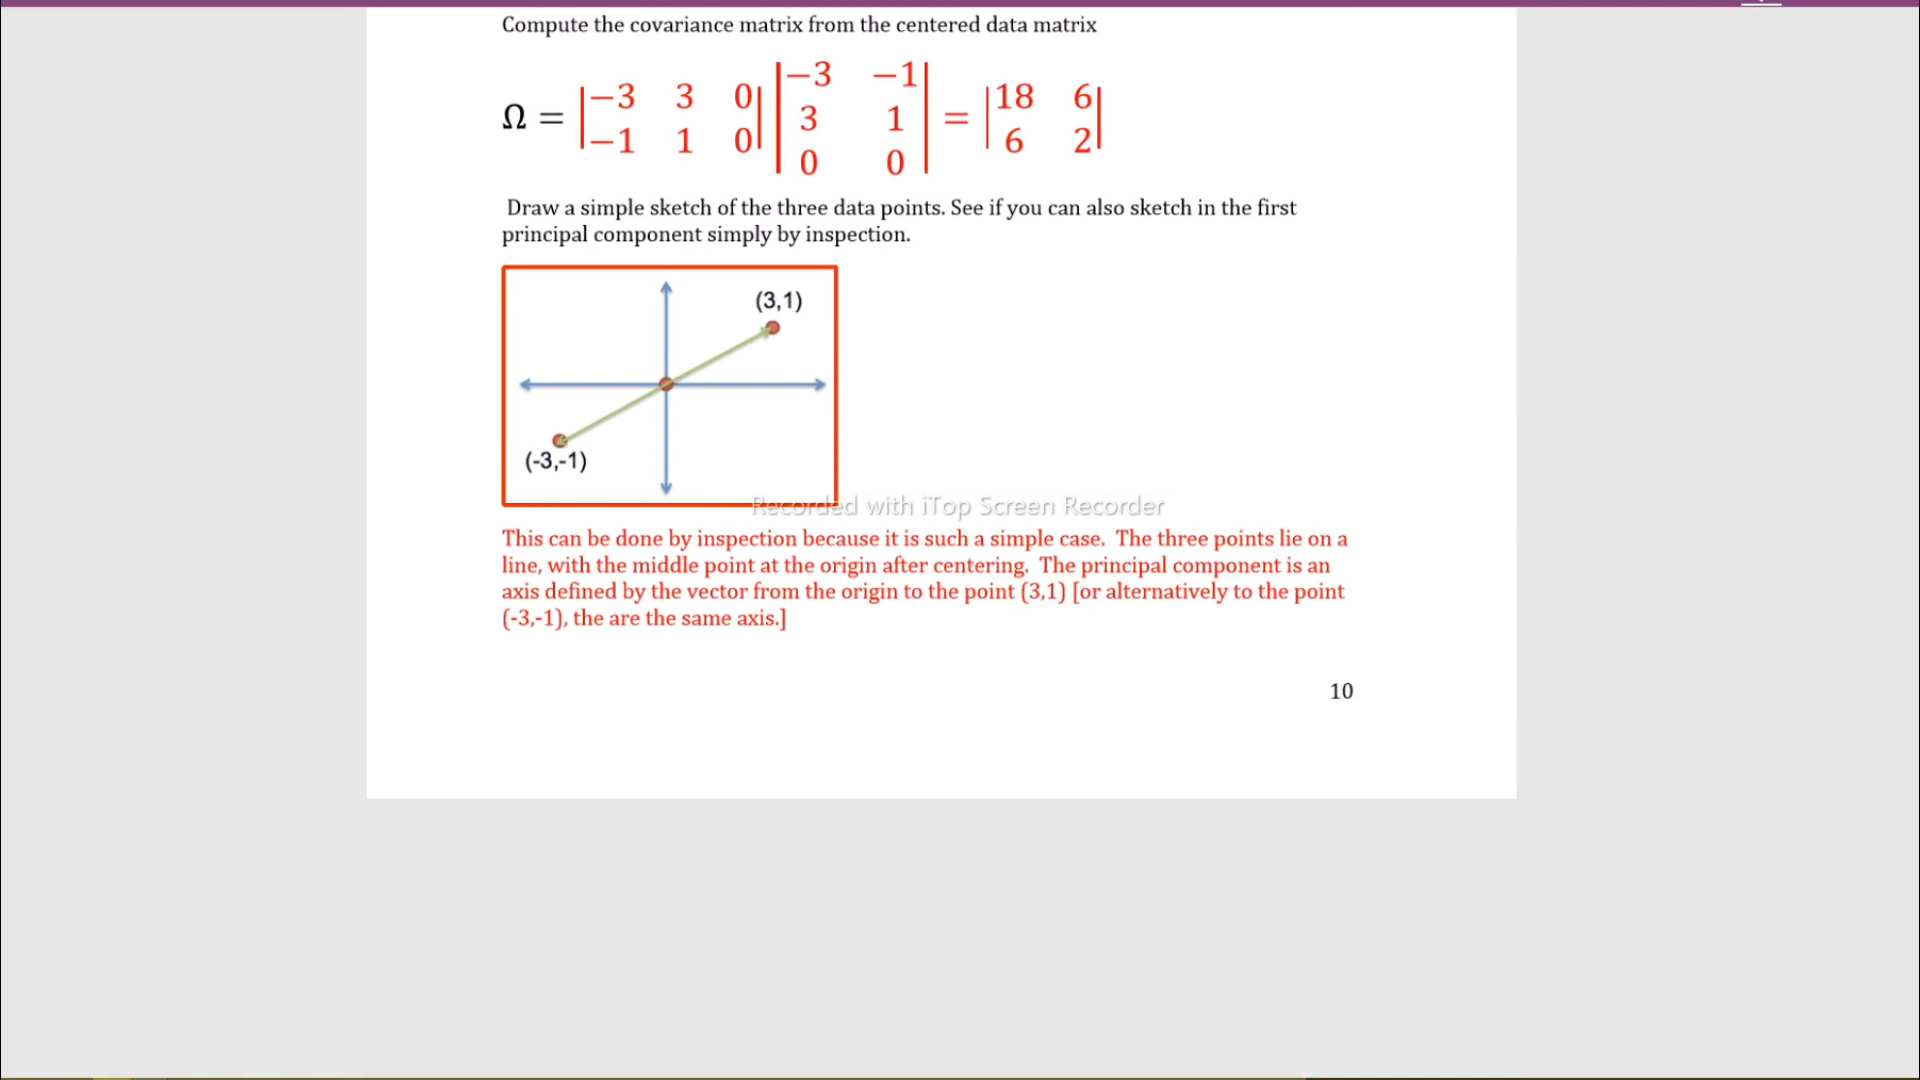 Compute the covariance matrix from the centered data matrix
Ω = |−3 3 0| |−3 −1| = |18 6|
|−1 1 0| |3 1| |6 2|
|0 0|
Draw a simple sketch of the three data points. See if you can also sketch in the first
principal component simply by inspection.
(3,1)
(-3,-1)
Recorded with iTop Screen Recorder
This can be done by inspection because it is such a simple case. The three points lie on a
line, with the middle point at the origin after centering. The principal component is an
axis defined by the vector from the origin to the point (3,1) [or alternatively to the point
(-3,-1), the are the same axis.]
10